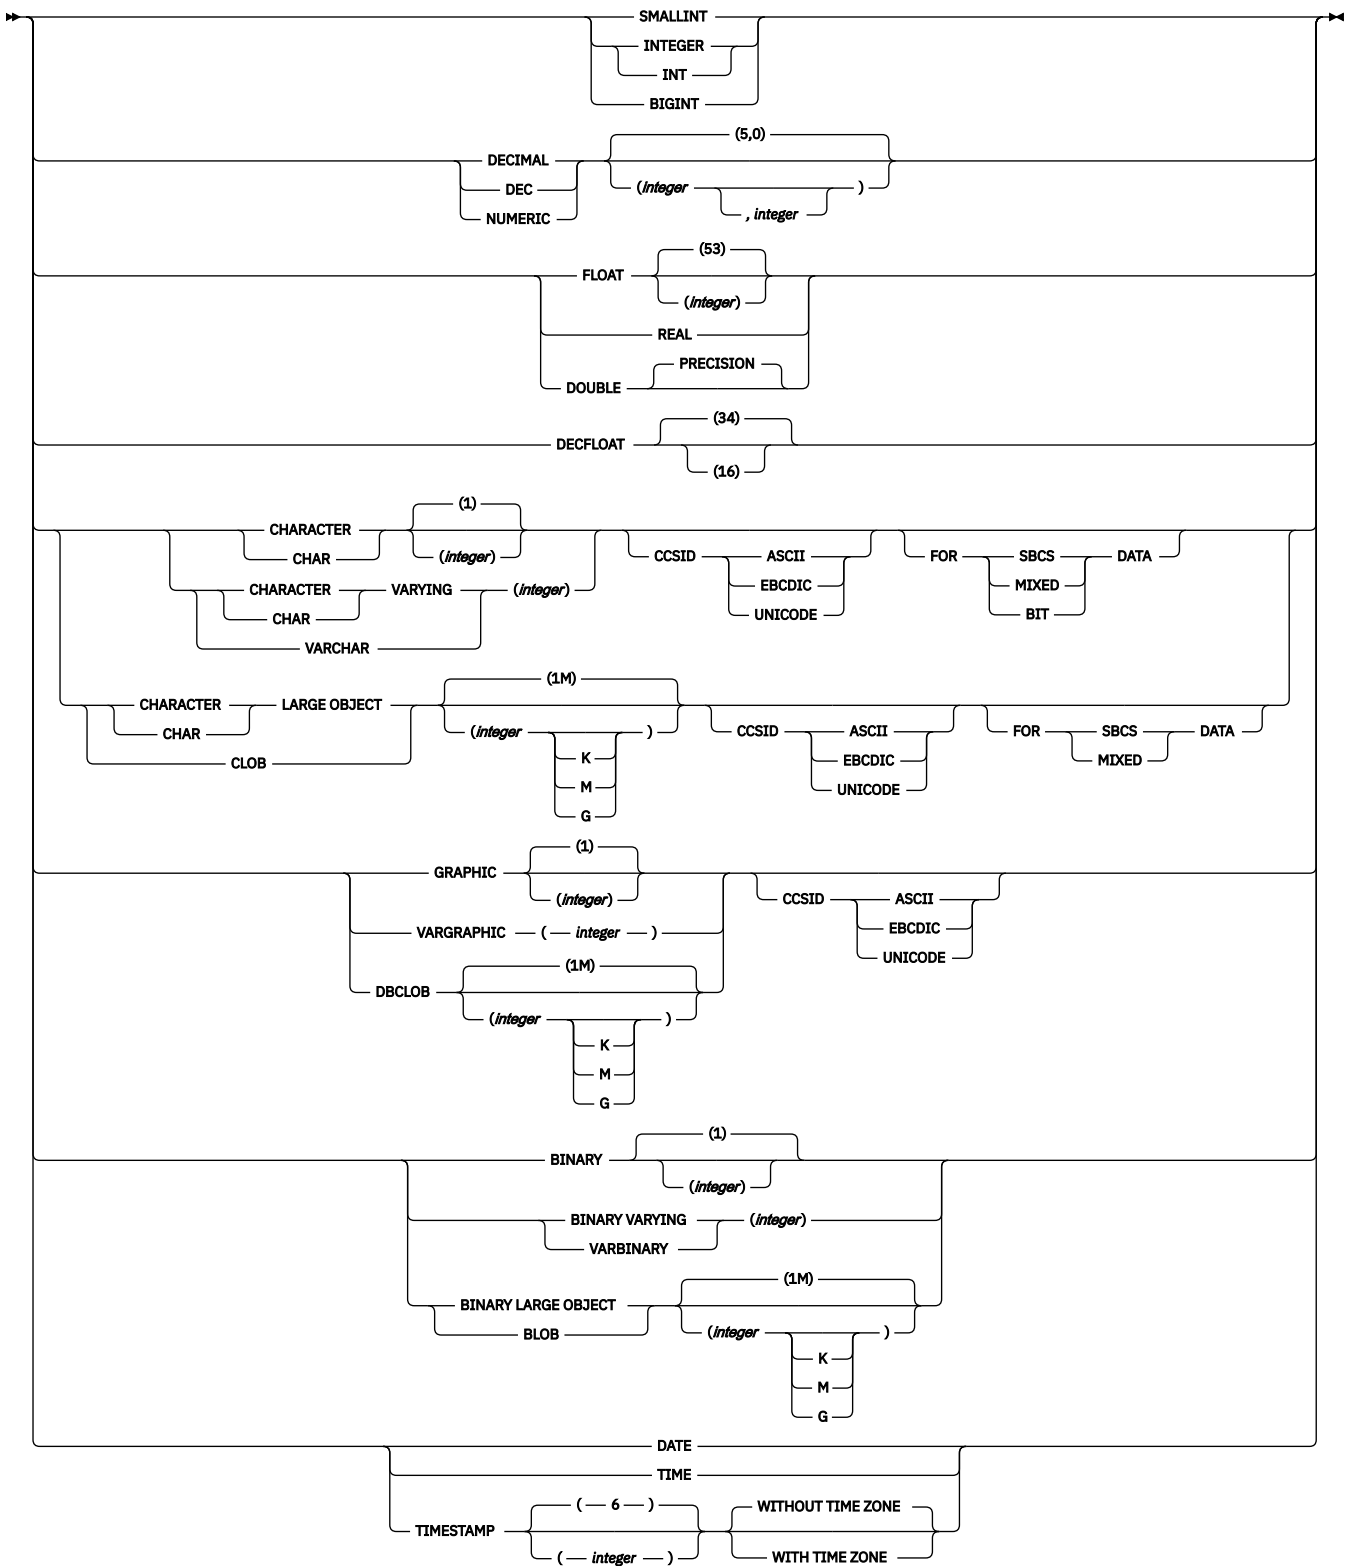 SMALLINT
INTEGER
INT
BIGINT
(5,0)
DECIMAL
(integer )
DEC
, integer
NUMERIC
(53)
FLOAT
(integer)
REAL
PRECISION
DOUBLE
(34)
DECFLOAT
(16)
(1)
CHARACTER
(integer) CCSID ASCII FOR SBCS DATA
CHAR
EBCDIC MIXED
CHARACTER VARYING (integer)
UNICODE BIT
CHAR
VARCHAR
(1M)
CHARACTER LARGE OBJECT
CHAR (integer ) CCSID ASCII FOR SBCS DATA
K EBCDIC MIXED
CLOB
M UNICODE
G
(1)
GRAPHIC
(integer) CCSID ASCII
EBCDIC
VARGRAPHIC ( integer )
UNICODE
(1M)
DBCLOB
(integer )
K
M
G
(1)
BINARY
(integer)
BINARY VARYING (integer)
VARBINARY
(1M)
BINARY LARGE OBJECT
BLOB (integer )
K
M
G
DATE
TIME
( 6 ) WITHOUT TIME ZONE
TIMESTAMP
( integer ) WITH TIME ZONE